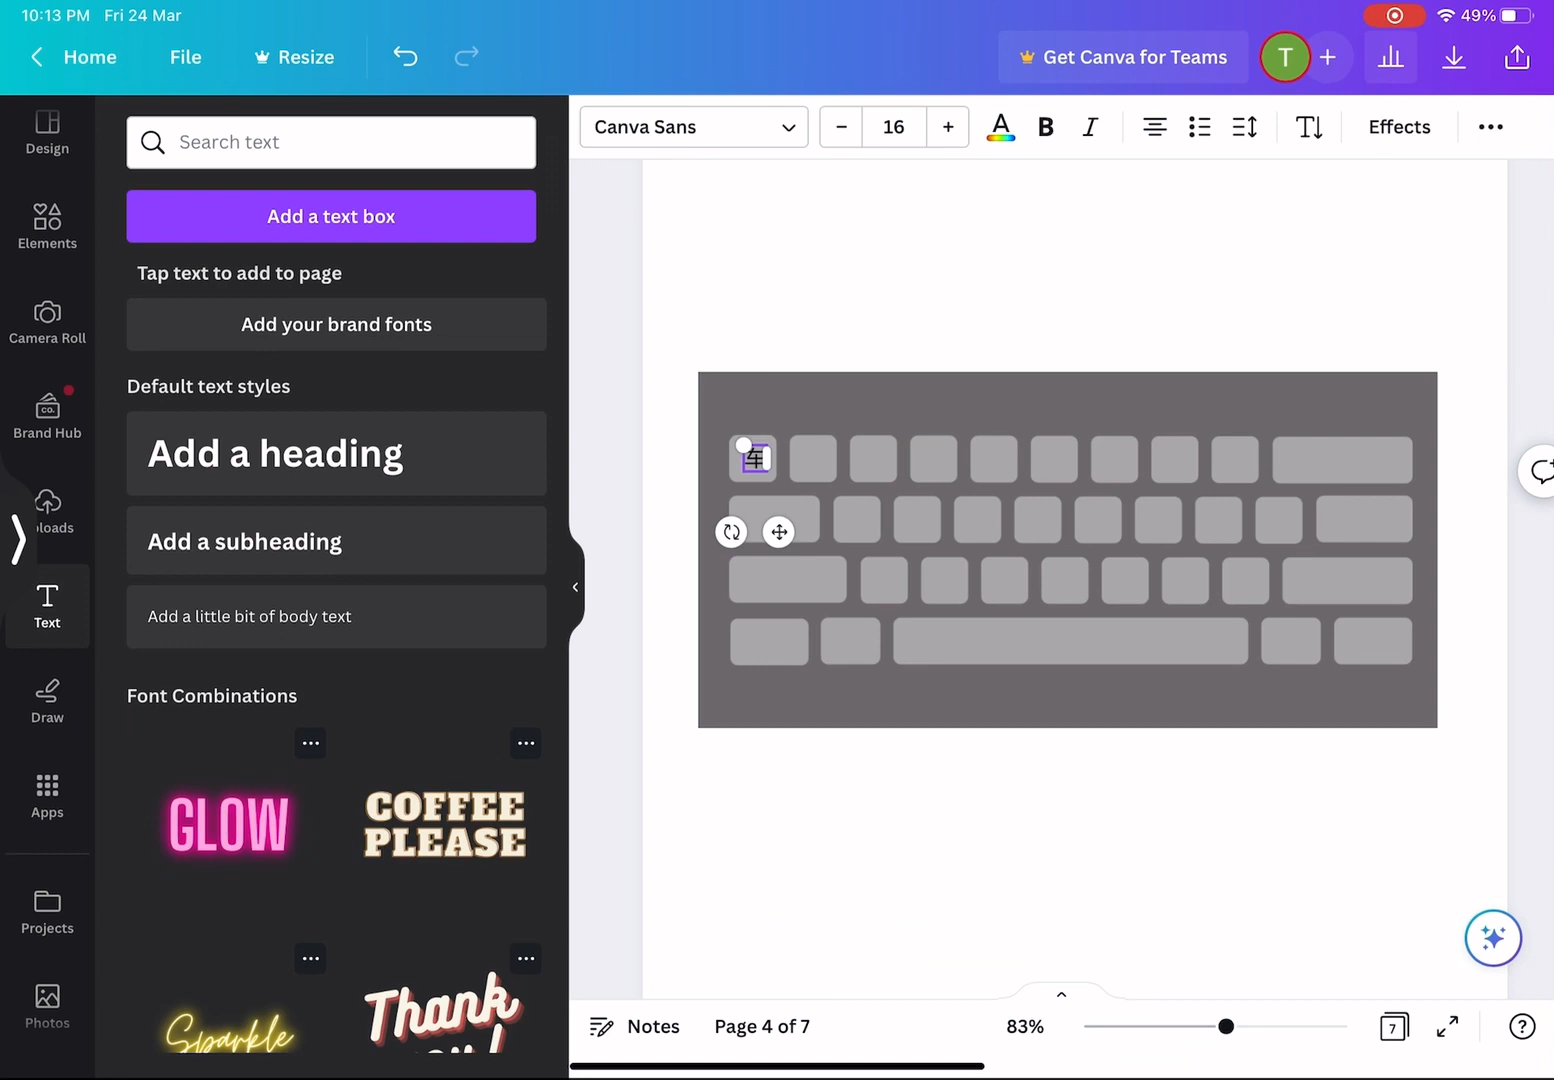 10:13 PM Fri 24 Mar
49%
Home
File
Resize
Get Canva for Teams
T
Design
Elements
Camera Roll
CO.
Brand Hub
loads
Text
Draw
Apps
Projects
Photos
Search text
Add a text box
Tap text to add to page
Add your brand fonts
Default text styles
Add a heading
Add a subheading
Add a little bit of body text
Font Combinations
GLOW
COFFEE
PLEASE
Sparkle
Thank
Canva Sans
16
A
B
I
Effects
车
Notes
Page 4 of 7
83%
7
?